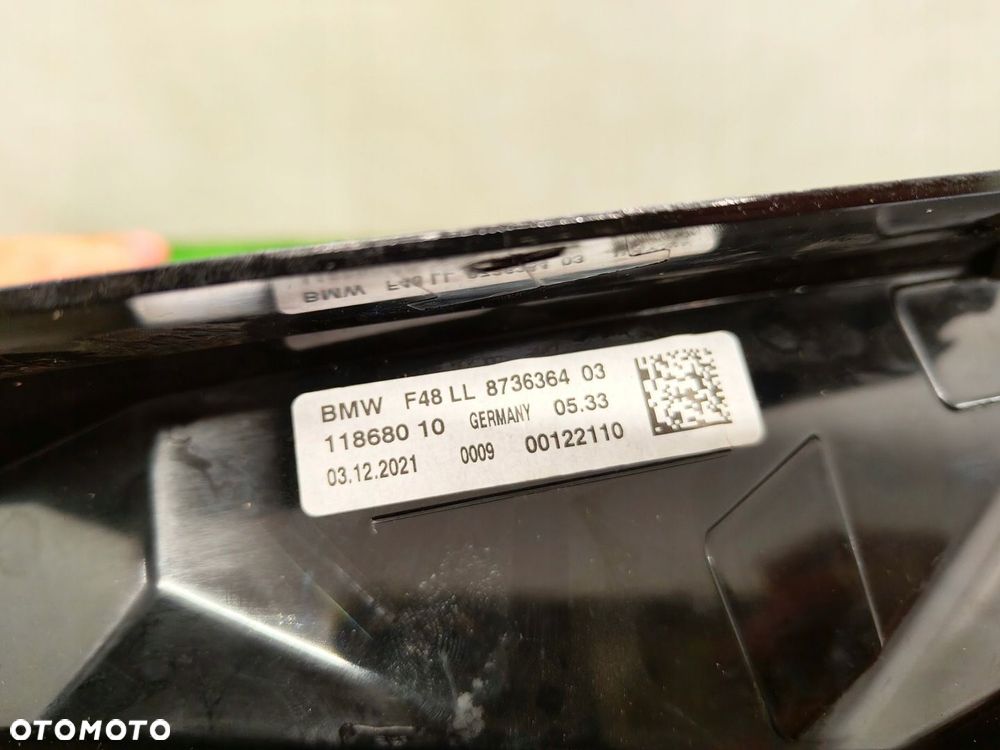 BMW F48 LL 8736364 03
118680 10 GERMANY 05.33
03.12.2021 0009 00122110
OTOMOTO